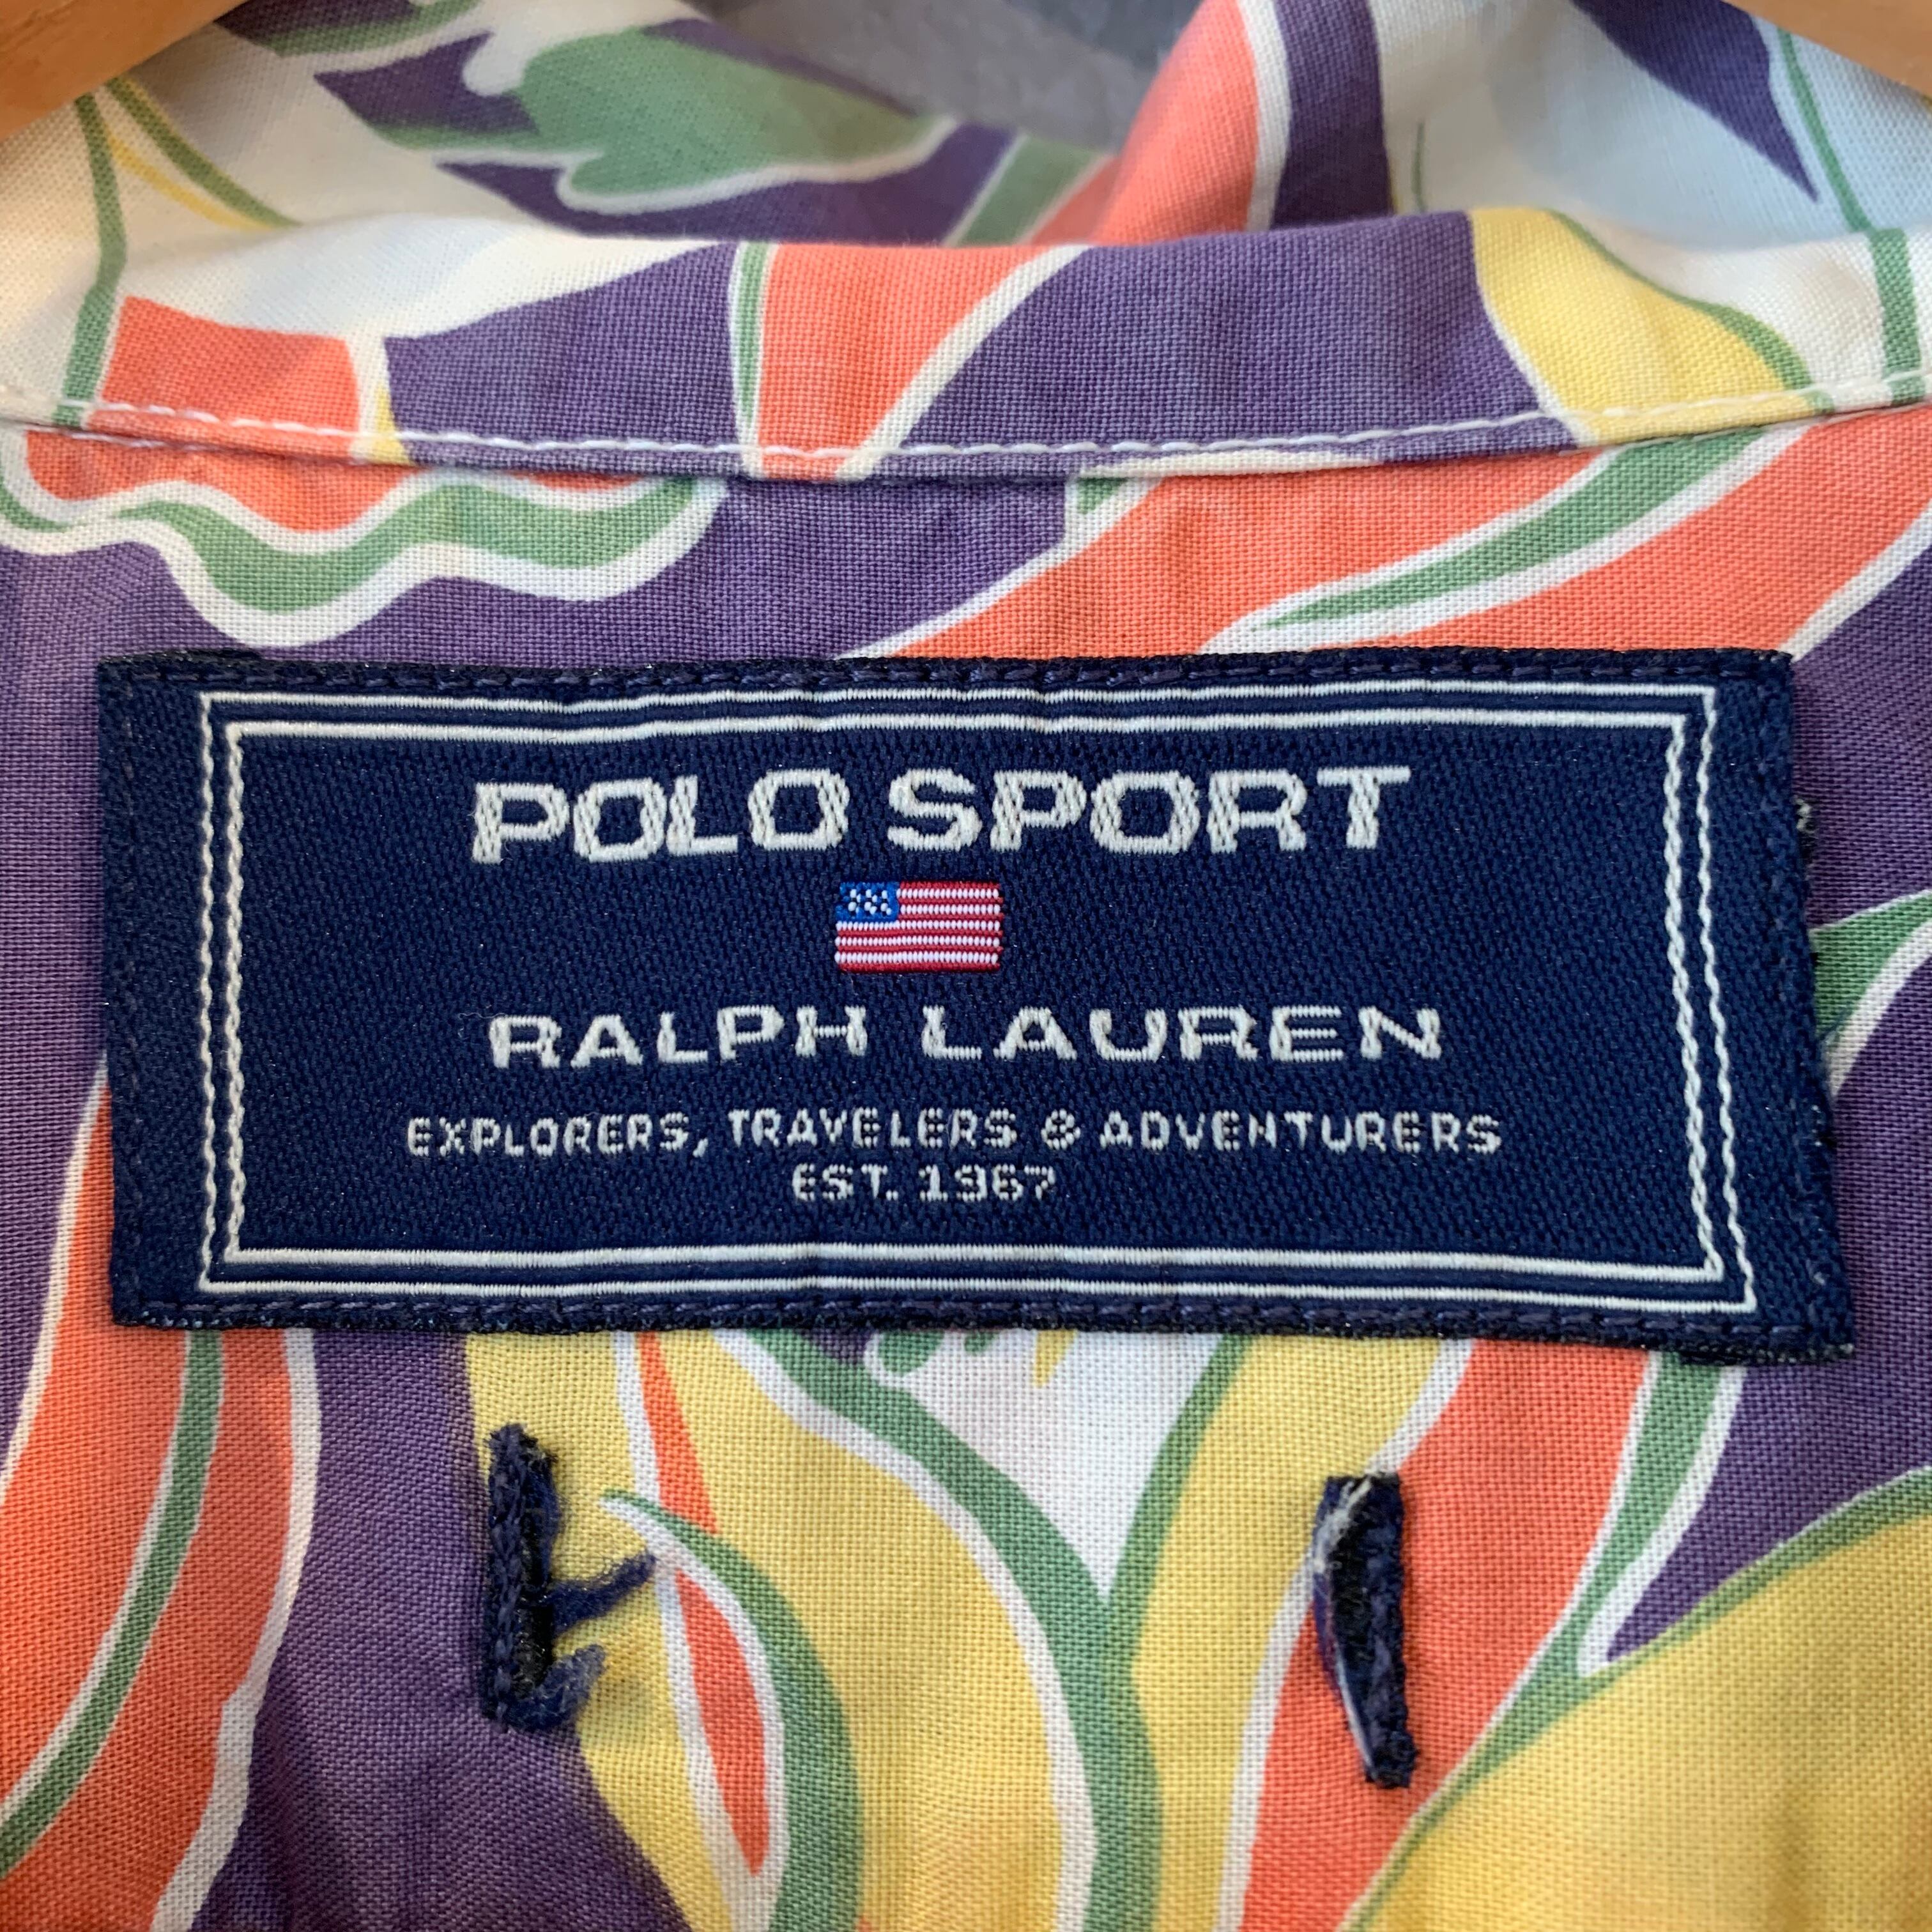 POLO SPORT
RALPH LAUREN
EXPLORERS, TRAVELERS & ADVENTURERS
EST. 1967